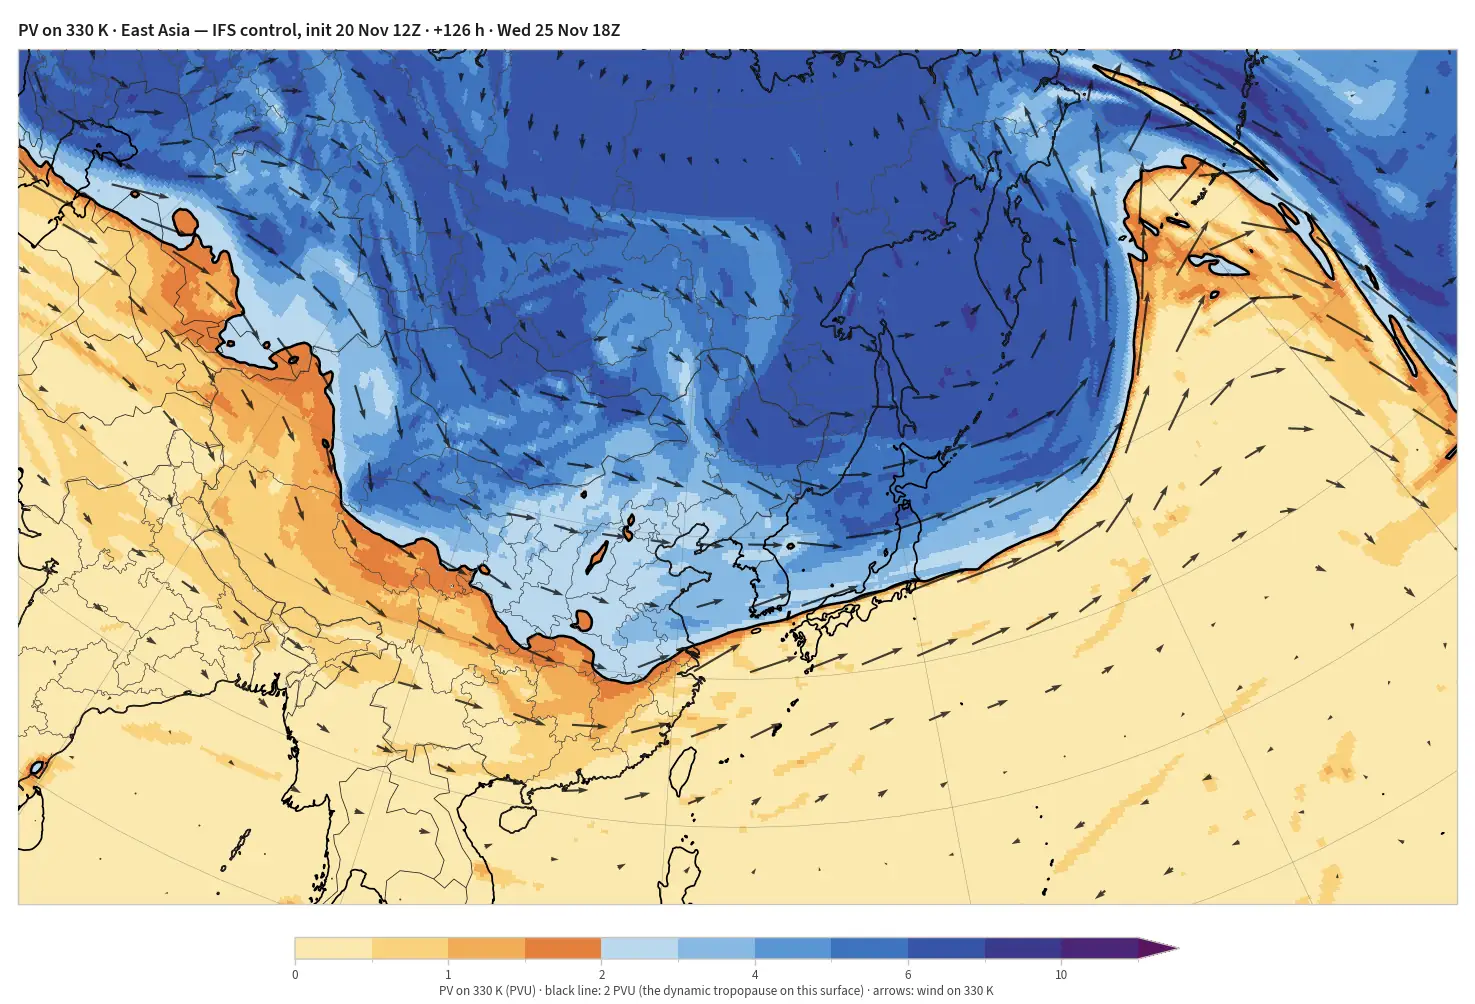 PV on 330 K · East Asia — IFS control, init 20 Nov 12Z · +126 h · Wed 25 Nov 18Z
0 1 2 4 6 10
PV on 330 K (PVU) · black line: 2 PVU (the dynamic tropopause on this surface) · arrows: wind on 330 K